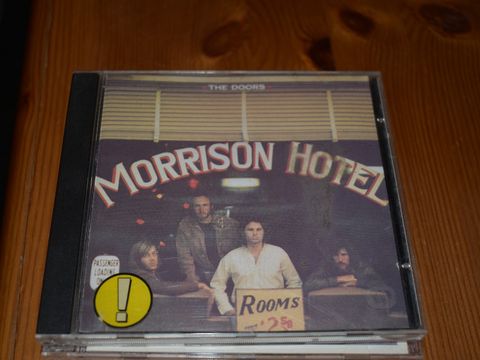 THE DOORS
MORRISON HOTEL
PASSENGER
LOADING
!
ROOMS
$2.50